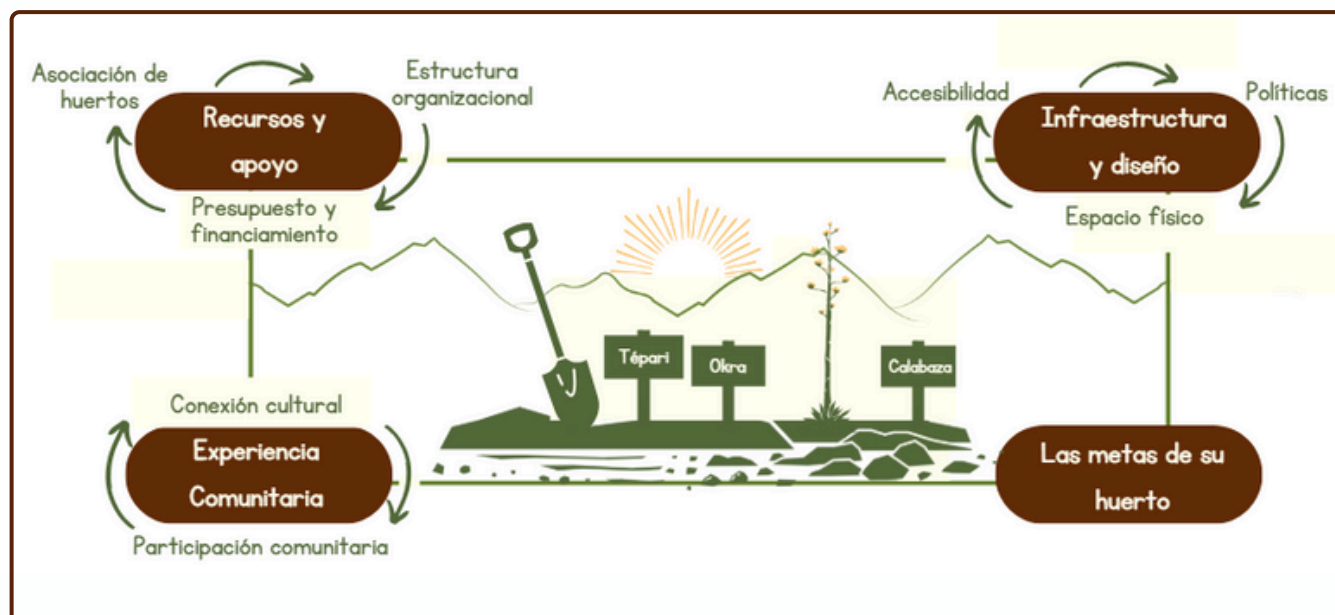 Asociación de
huertos
Recursos y
apoyo
Estructura
organizacional
Presupuesto y
financiamiento
Accesibilidad
Infraestructura
y diseño
Políticas
Espacio físico
Tépari
Okra
Calabaza
Conexión cultural
Experiencia
Comunitaria
Participación comunitaria
Las metas de su
huerto